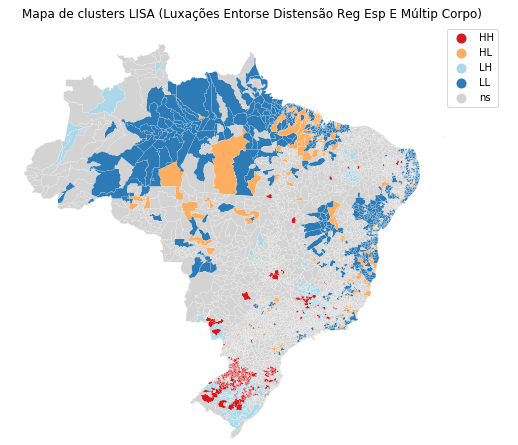 Mapa de clusters LISA (Luxações Entorse Distensão Reg Esp E Múltip Corpo)
HH
HL
LH
LL
ns